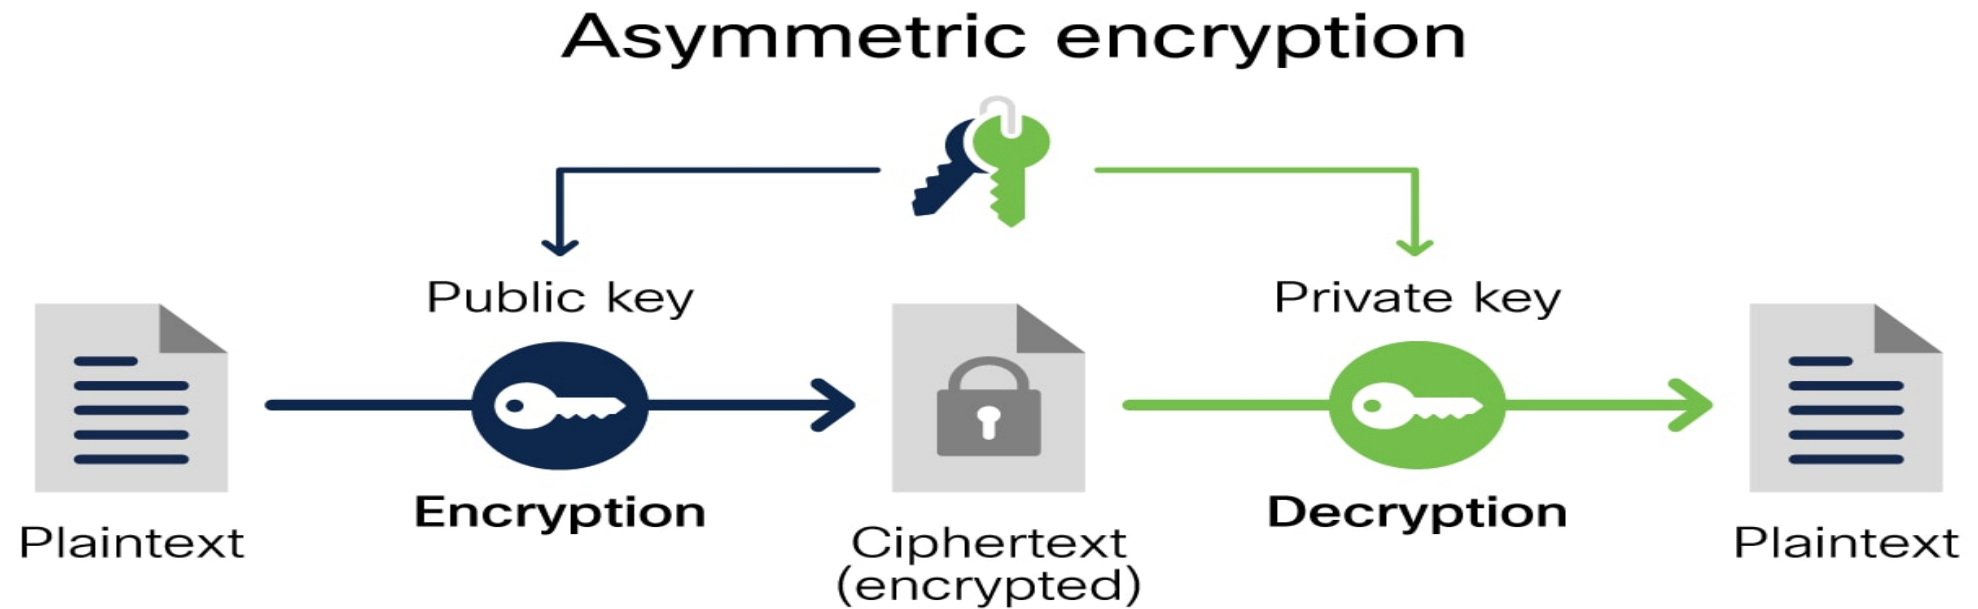 Asymmetric encryption
Public key
Private key
Encryption
Decryption
Plaintext
Ciphertext
(encrypted)
Plaintext